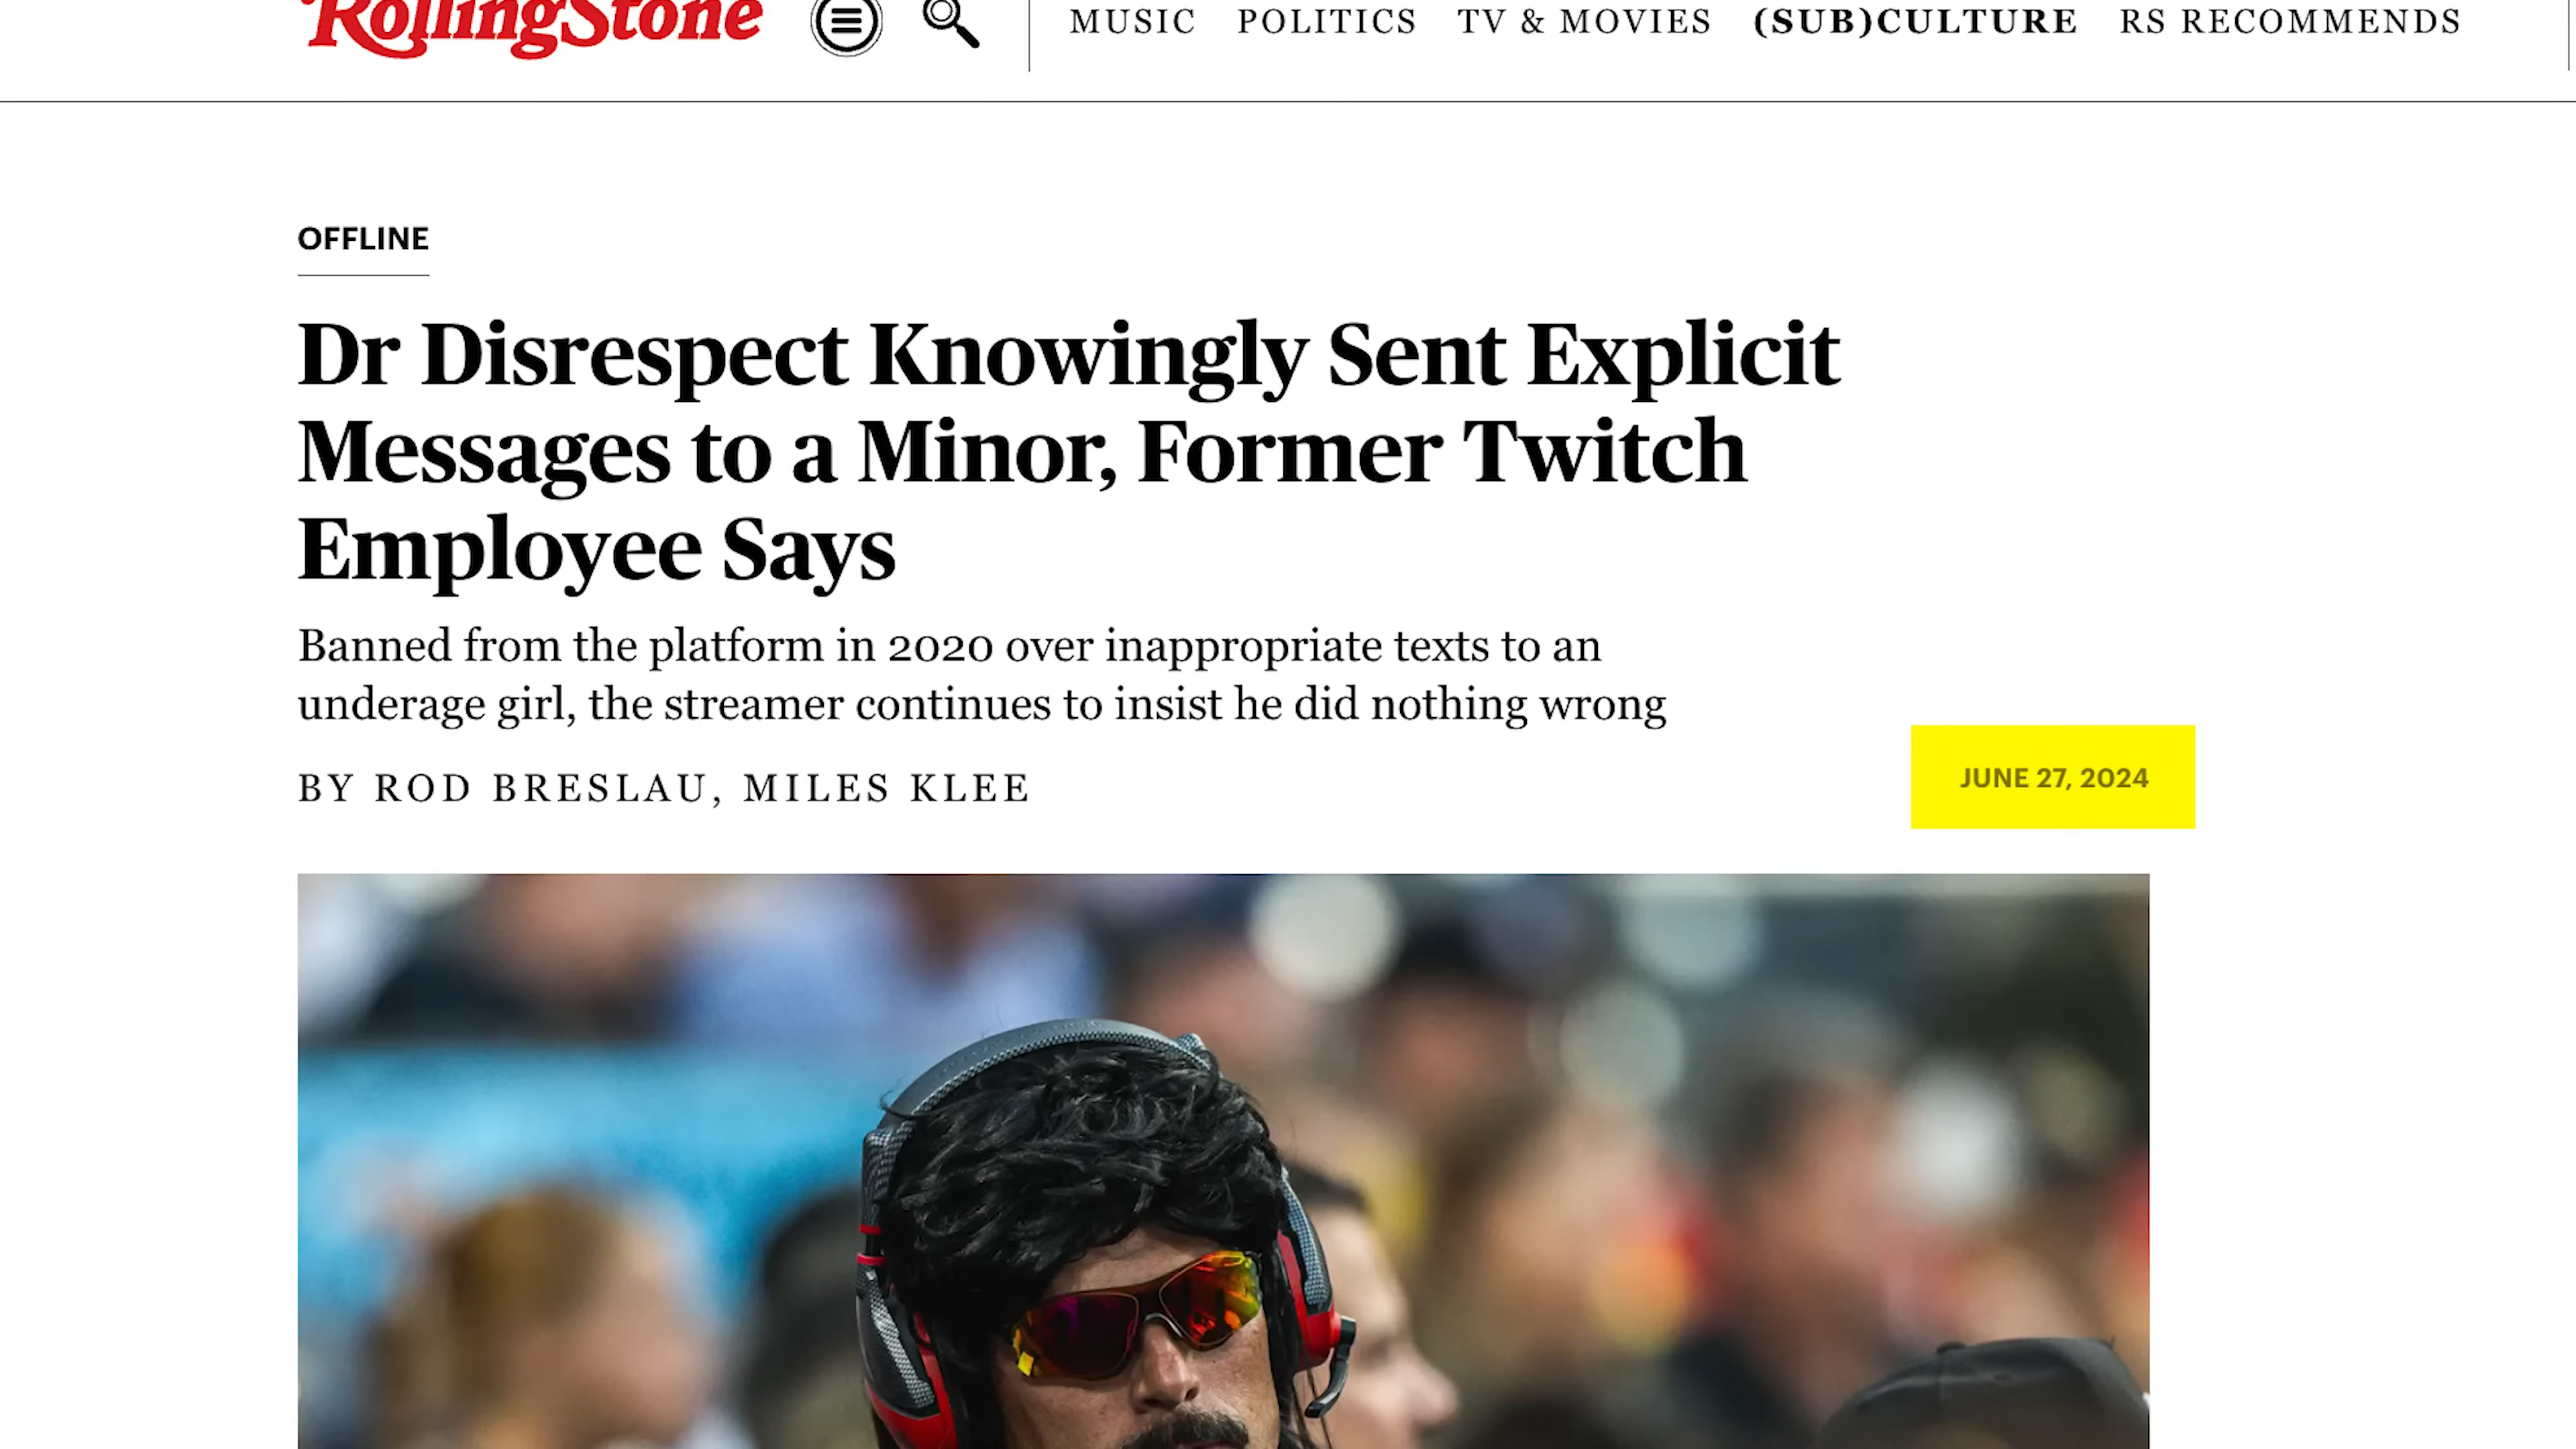 RollingStone
MUSIC POLITICS TV & MOVIES (SUB)CULTURE RS RECOMMENDS
OFFLINE
Dr Disrespect Knowingly Sent Explicit
Messages to a Minor, Former Twitch
Employee Says
Banned from the platform in 2020 over inappropriate texts to an
underage girl, the streamer continues to insist he did nothing wrong
BY ROD BRESLAU, MILES KLEE
JUNE 27, 2024